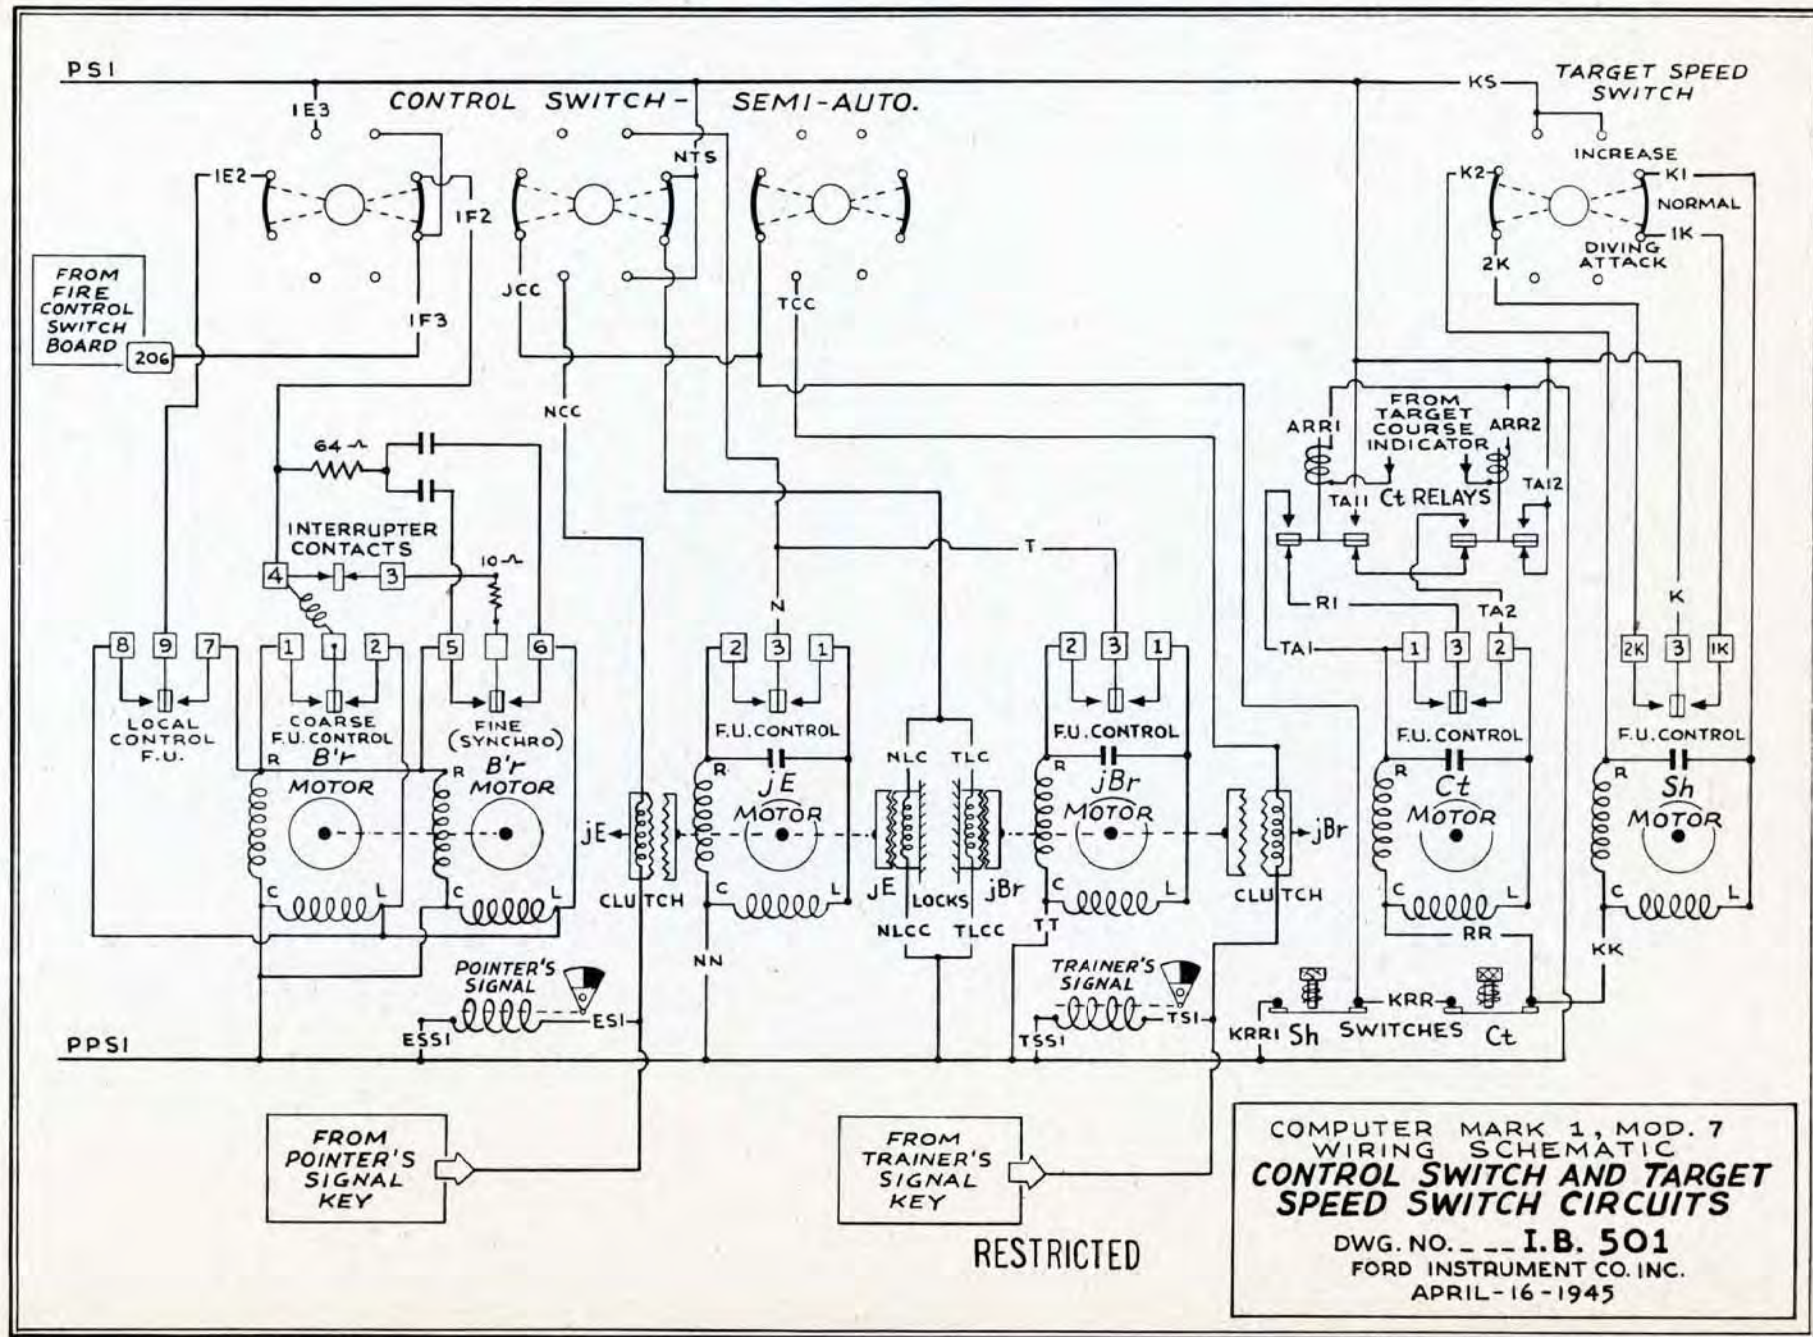 PS1
KS
TARGET SPEED
SWITCH
1E3
CONTROL SWITCH - SEMI-AUTO.
NTS
INCREASE
1E2
K2
K1
1F2
NORMAL
1K
DIVING
ATTACK
2K
FROM
FIRE
CONTROL
SWITCH
BOARD
206
JCC
TCC
1F3
NCC
64
FROM
TARGET
COURSE
INDICATOR
ARR1
ARR2
TA11
Ct RELAYS
TA12
INTERRUPTER
CONTACTS
10
4
3
T
N
R1
TA2
K
TA1
8
9
7
1
2
5
6
2
3
1
2
3
1
1
3
2
2K
3
1K
LOCAL
CONTROL
F.U.
COARSE
F.U. CONTROL
B'r
FINE
(SYNCHRO)
B'r
F.U. CONTROL
F.U. CONTROL
F.U. CONTROL
F.U. CONTROL
R
R
R
R
R
R
NLC
TLC
MOTOR
MOTOR
jE
MOTOR
jBr
MOTOR
Ct
MOTOR
Sh
MOTOR
jE
jBr
C
L
C
L
CLUTCH
C
L
jE
LOCKS
jBr
C
L
CLUTCH
C
L
C
L
NLCC
TLCC
TT
RR
KK
NN
POINTER'S
SIGNAL
TRAINER'S
SIGNAL
ESS1
ES1
TSS1
TS1
KRR1
Sh
KRR
SWITCHES
Ct
PPS1
FROM
POINTER'S
SIGNAL
KEY
FROM
TRAINER'S
SIGNAL
KEY
RESTRICTED
COMPUTER MARK 1, MOD. 7
WIRING SCHEMATIC
CONTROL SWITCH AND TARGET
SPEED SWITCH CIRCUITS
DWG. NO. _ _ _ I.B. 501
FORD INSTRUMENT CO. INC.
APRIL-16-1945